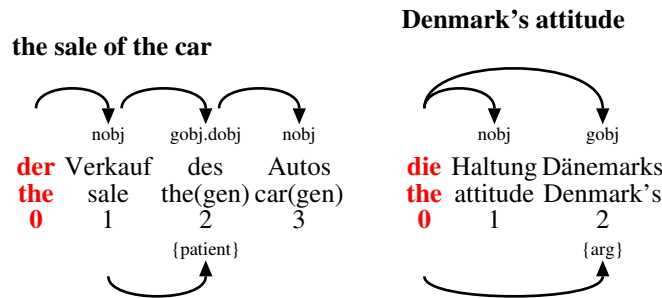 the sale of the car
nobj gobj.dobj nobj
der Verkauf des Autos
the sale the(gen) car(gen)
0 1 2 3
{patient}
Denmark's attitude
nobj gobj
die Haltung Dänemarks
the attitude Denmark's
0 1 2
{arg}